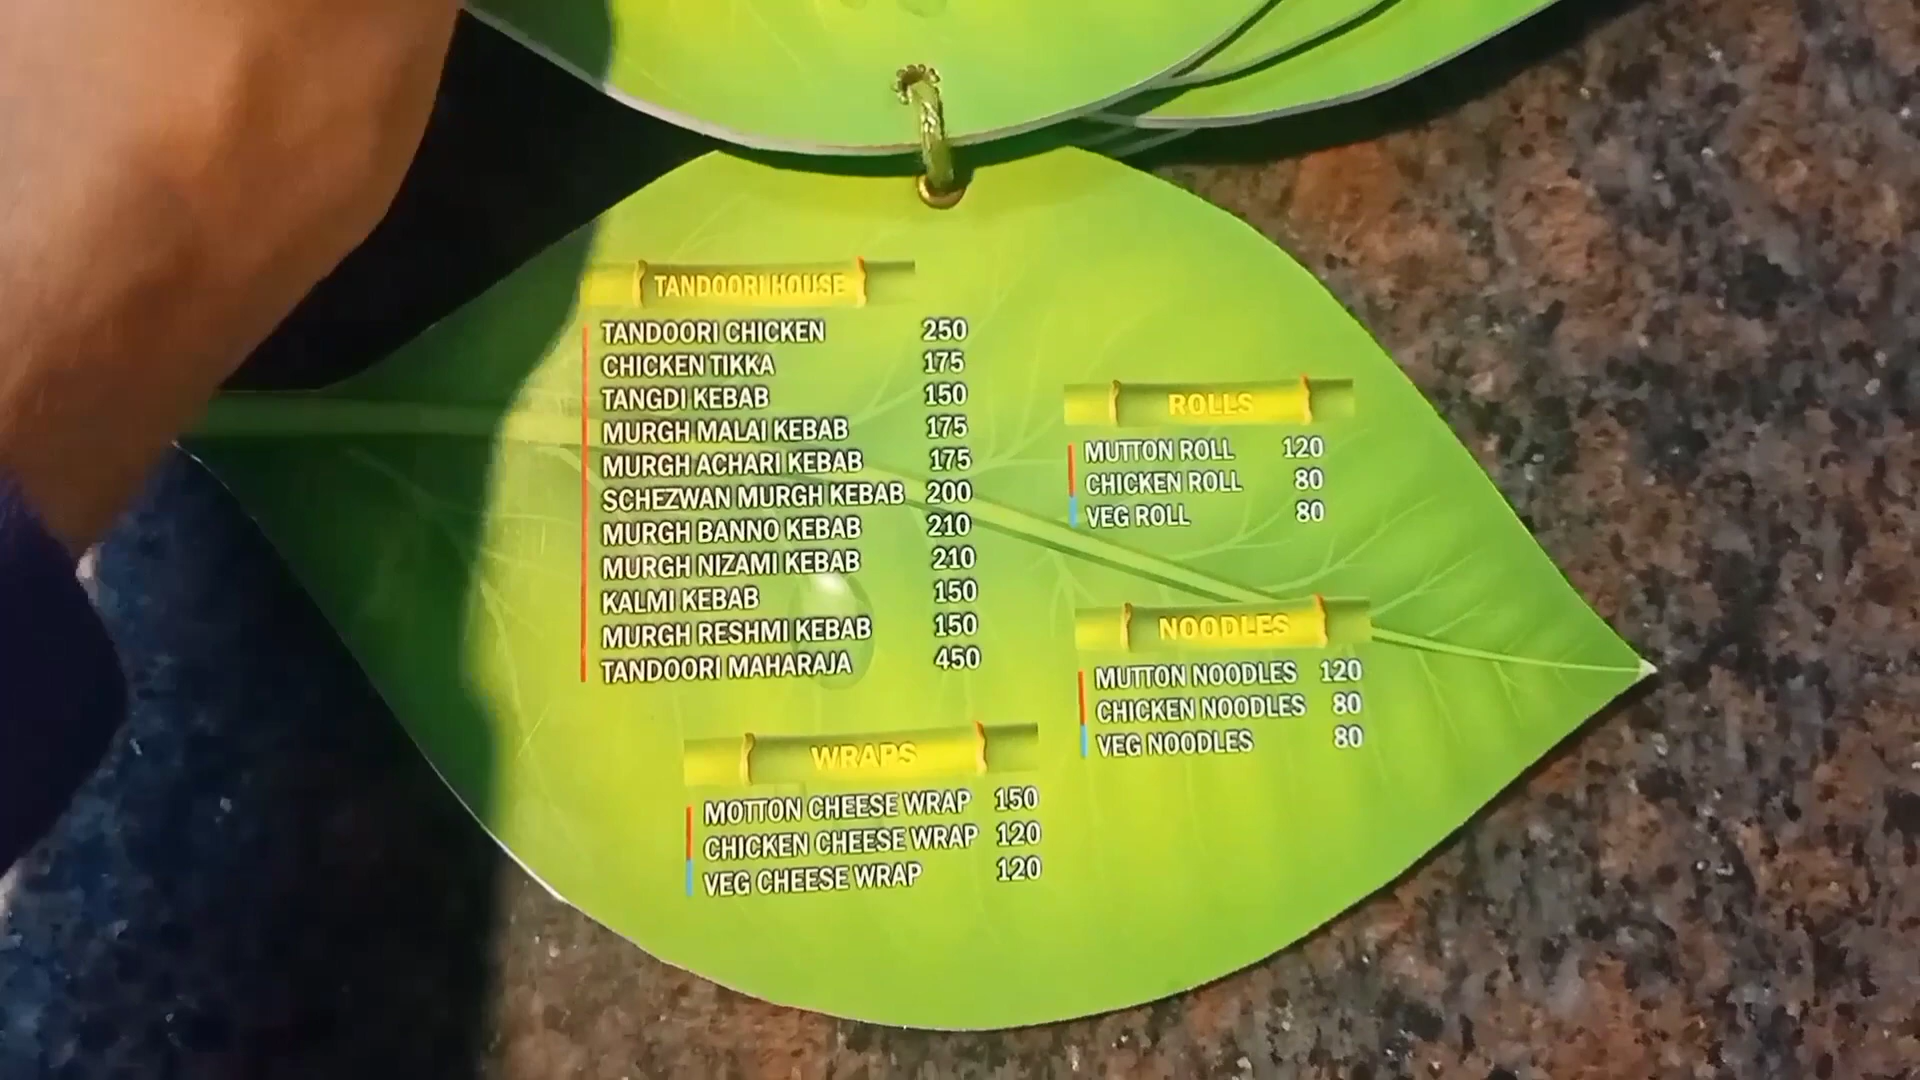 TANDOORI HOUSE
TANDOORI CHICKEN 250
CHICKEN TIKKA 175
TANGDI KEBAB 150
MURGH MALAI KEBAB 175
MURGH ACHARI KEBAB 175
SCHEZWAN MURGH KEBAB 200
MURGH BANNO KEBAB 210
MURGH NIZAMI KEBAB 210
KALMI KEBAB 150
MURGH RESHMI KEBAB 150
TANDOORI MAHARAJA 450
ROLLS
MUTTON ROLL 120
CHICKEN ROLL 80
VEG ROLL 80
NOODLES
MUTTON NOODLES 120
CHICKEN NOODLES 80
VEG NOODLES 80
WRAPS
MOTTON CHEESE WRAP 150
CHICKEN CHEESE WRAP 120
VEG CHEESE WRAP 120